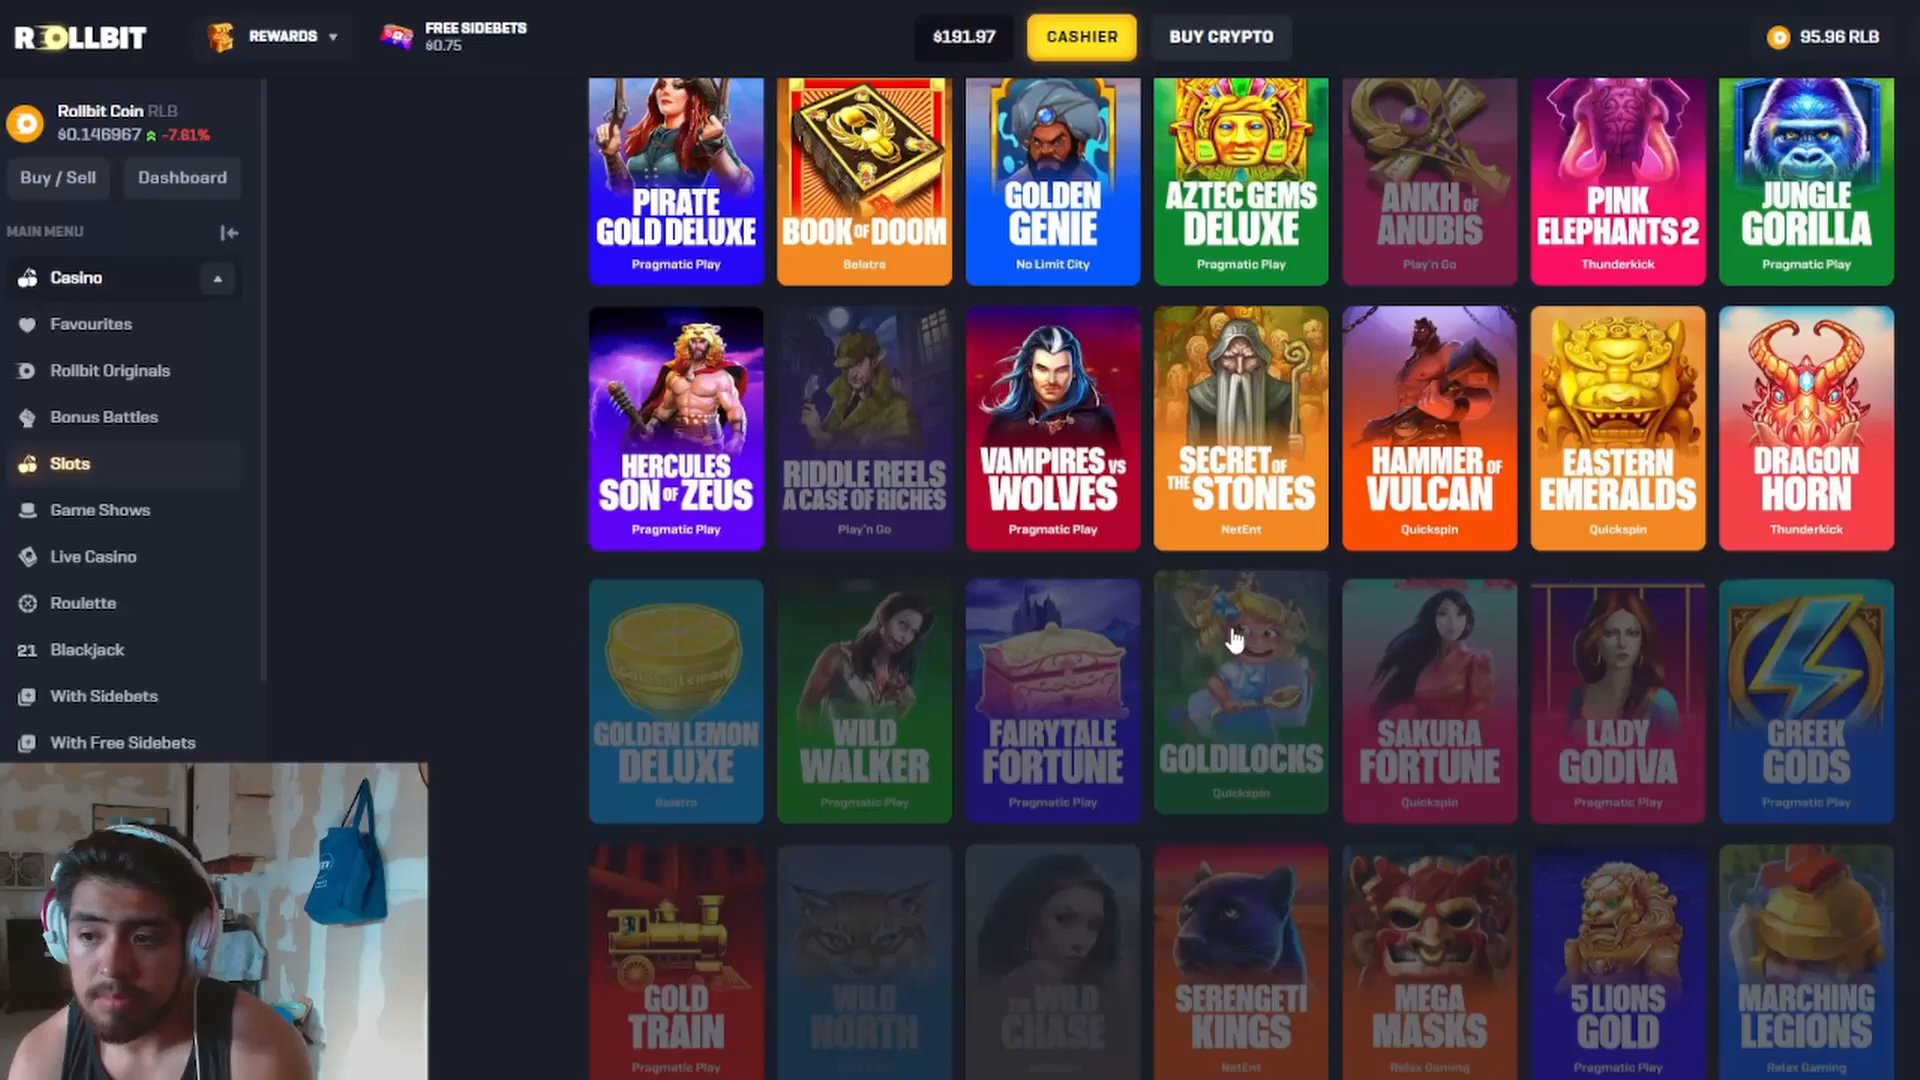 ROLLBIT
REWARDS
FREE SIDEBETS
$0.75
$191.97
CASHIER
BUY CRYPTO
95.96 RLB
Rollbit Coin RLB
$0.146967 -7.61%
Buy / Sell
Dashboard
MAIN MENU
Casino
Favourites
Rollbit Originals
Bonus Battles
Slots
Game Shows
Live Casino
Roulette
21 Blackjack
With Sidebets
With Free Sidebets
PIRATE
GOLD DELUXE
Pragmatic Play
BOOK OF DOOM
Belatra
GOLDEN
GENIE
No Limit City
AZTEC GEMS
DELUXE
Pragmatic Play
ANKH OF
ANUBIS
Play'n Go
PINK
ELEPHANTS 2
Thunderkick
JUNGLE
GORILLA
Pragmatic Play
HERCULES
SON OF ZEUS
Pragmatic Play
RIDDLE REELS
A CASE OF RICHES
Play'n Go
VAMPIRES VS
WOLVES
Pragmatic Play
SECRET OF
THE STONES
NetEnt
HAMMER OF
VULCAN
Quickspin
EASTERN
EMERALDS
Quickspin
DRAGON
HORN
Thunderkick
GOLDEN LEMON
DELUXE
Belatra
WILD
WALKER
Pragmatic Play
FAIRYTALE
FORTUNE
Pragmatic Play
GOLDILOCKS
Quickspin
SAKURA
FORTUNE
Quickspin
LADY
GODIVA
Pragmatic Play
GREEK
GODS
Pragmatic Play
GOLD
TRAIN
Pragmatic Play
WILD
NORTH
THE WILD
CHASE
SERENGETI
KINGS
NetEnt
MEGA
MASKS
Relax Gaming
5 LIONS
GOLD
Pragmatic Play
MARCHING
LEGIONS
Relax Gaming